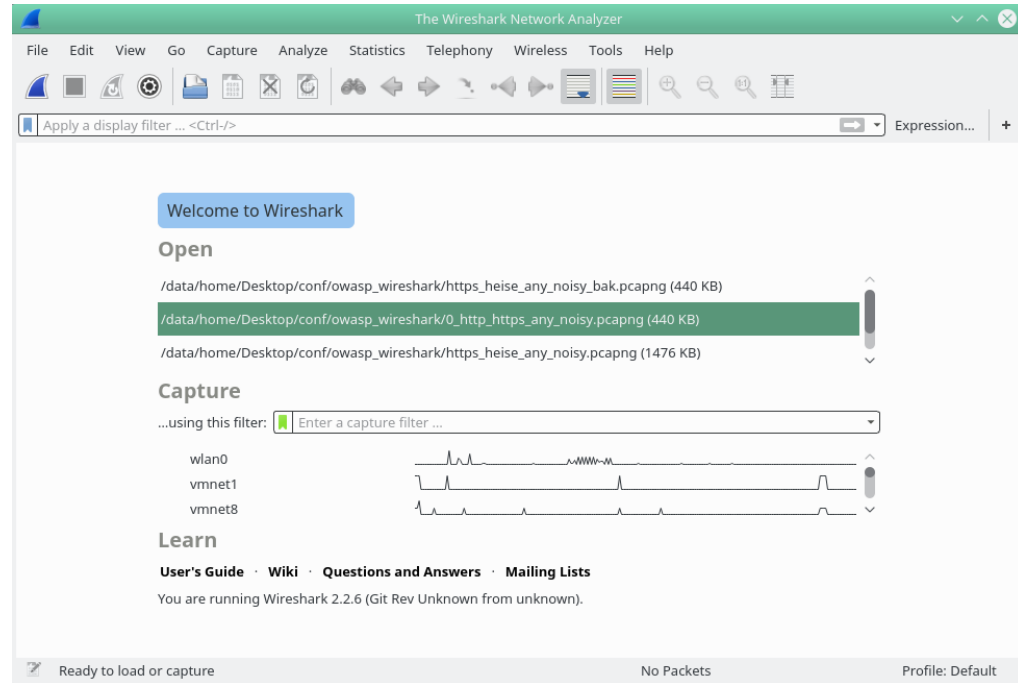 The Wireshark Network Analyzer
File Edit View Go Capture Analyze Statistics Telephony Wireless Tools Help
Apply a display filter ... <Ctrl-/> Expression... +
Welcome to Wireshark
Open
/data/home/Desktop/conf/owasp_wireshark/https_heise_any_noisy_bak.pcapng (440 KB)
/data/home/Desktop/conf/owasp_wireshark/0_http_https_any_noisy.pcapng (440 KB)
/data/home/Desktop/conf/owasp_wireshark/https_heise_any_noisy.pcapng (1476 KB)
Capture
...using this filter: Enter a capture filter ...
wlan0
vmnet1
vmnet8
Learn
User's Guide · Wiki · Questions and Answers · Mailing Lists
You are running Wireshark 2.2.6 (Git Rev Unknown from unknown).
Ready to load or capture No Packets Profile: Default